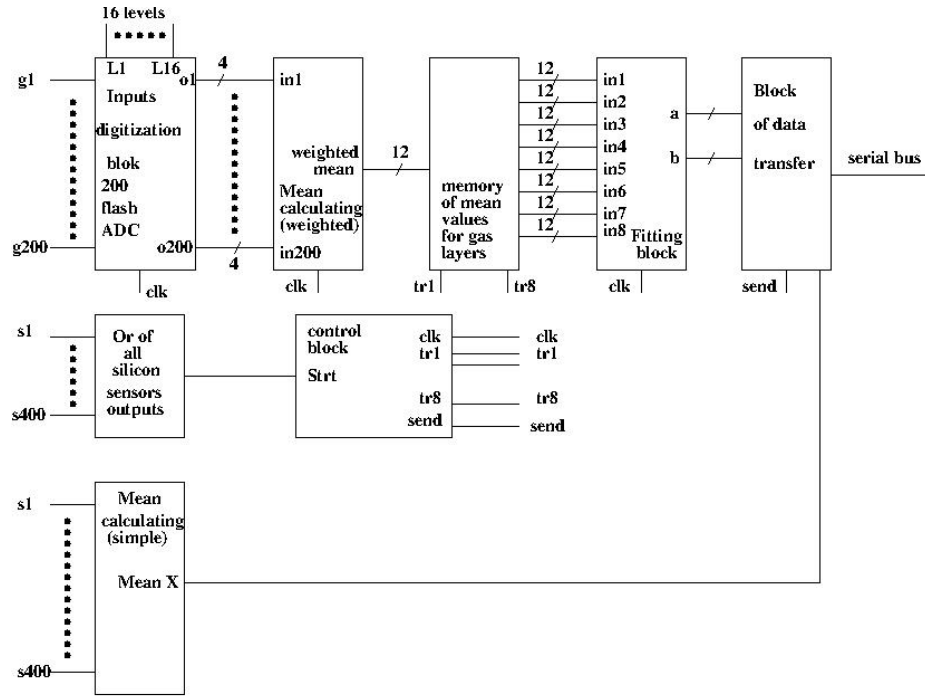 16 levels
g1
L1 L16
o1
4
Inputs
digitization
blok
200
flash
ADC
g200
o200
4
clk
in1
weighted
mean
Mean
calculating
(weighted)
in200
clk
12
memory
of mean
values
for gas
layers
tr1
tr8
12
12
12
12
12
12
12
12
in1
in2
in3
in4
in5
in6
in7
in8
a
b
Fitting
block
clk
Block
of data
transfer
send
serial bus
s1
s400
Or of
all
silicon
sensors
outputs
control
block
Strt
clk
tr1
tr8
send
clk
tr1
tr8
send
s1
s400
Mean
calculating
(simple)
Mean X